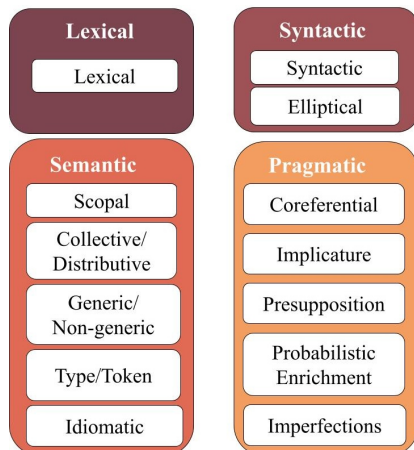 Lexical
Lexical
Syntactic
Syntactic
Elliptical
Semantic
Scopal
Collective/
Distributive
Generic/
Non-generic
Type/Token
Idiomatic
Pragmatic
Coreferential
Implicature
Presupposition
Probabilistic
Enrichment
Imperfections